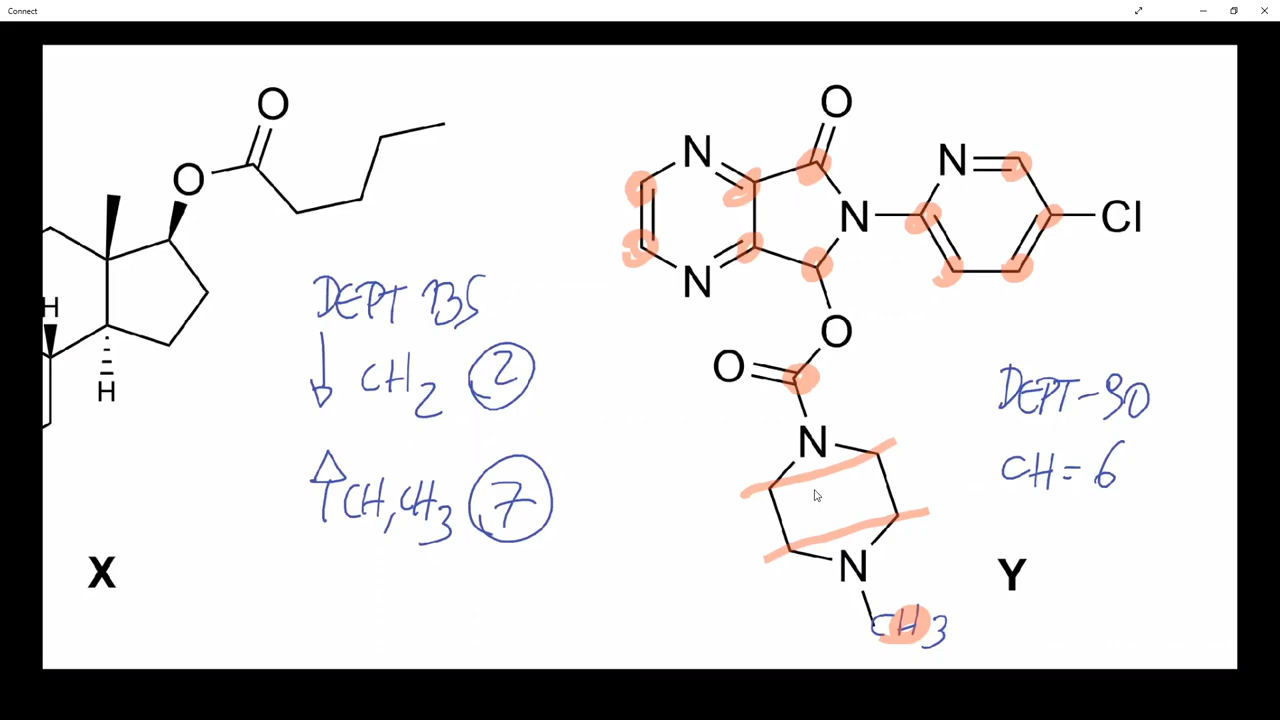 Connect
O
O
H
H
X
DEPT 135
↓ CH2 2
↑ CH, CH3 7
O
N
N
N
N
Cl
O
O
N
N
CH3
DEPT-90
CH = 6
Y